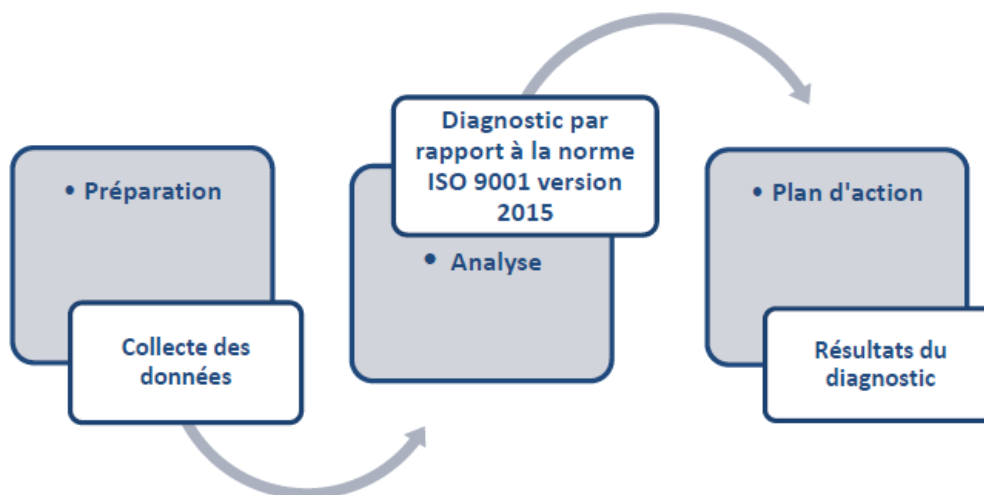 • Préparation
Collecte des
données
Diagnostic par
rapport à la norme
ISO 9001 version
2015
• Analyse
• Plan d'action
Résultats du
diagnostic